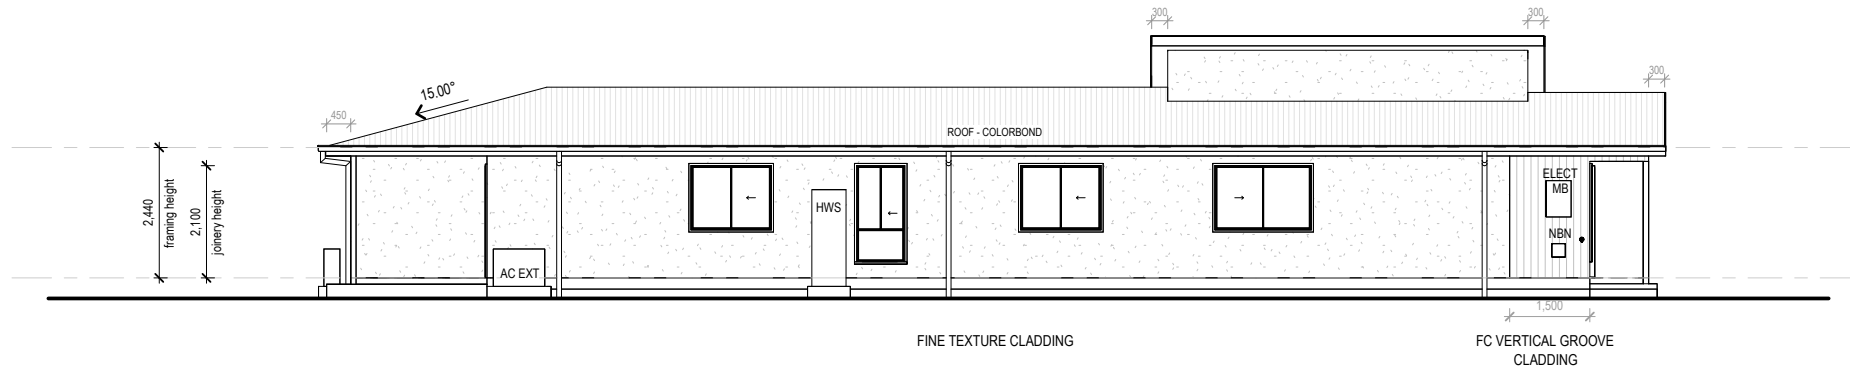 300
300
300
15.00°
450
ROOF - COLORBOND
2,440
framing height
2,100
joinery height
ELECT
MB
HWS
NBN
AC EXT
1,500
FINE TEXTURE CLADDING
FC VERTICAL GROOVE
CLADDING